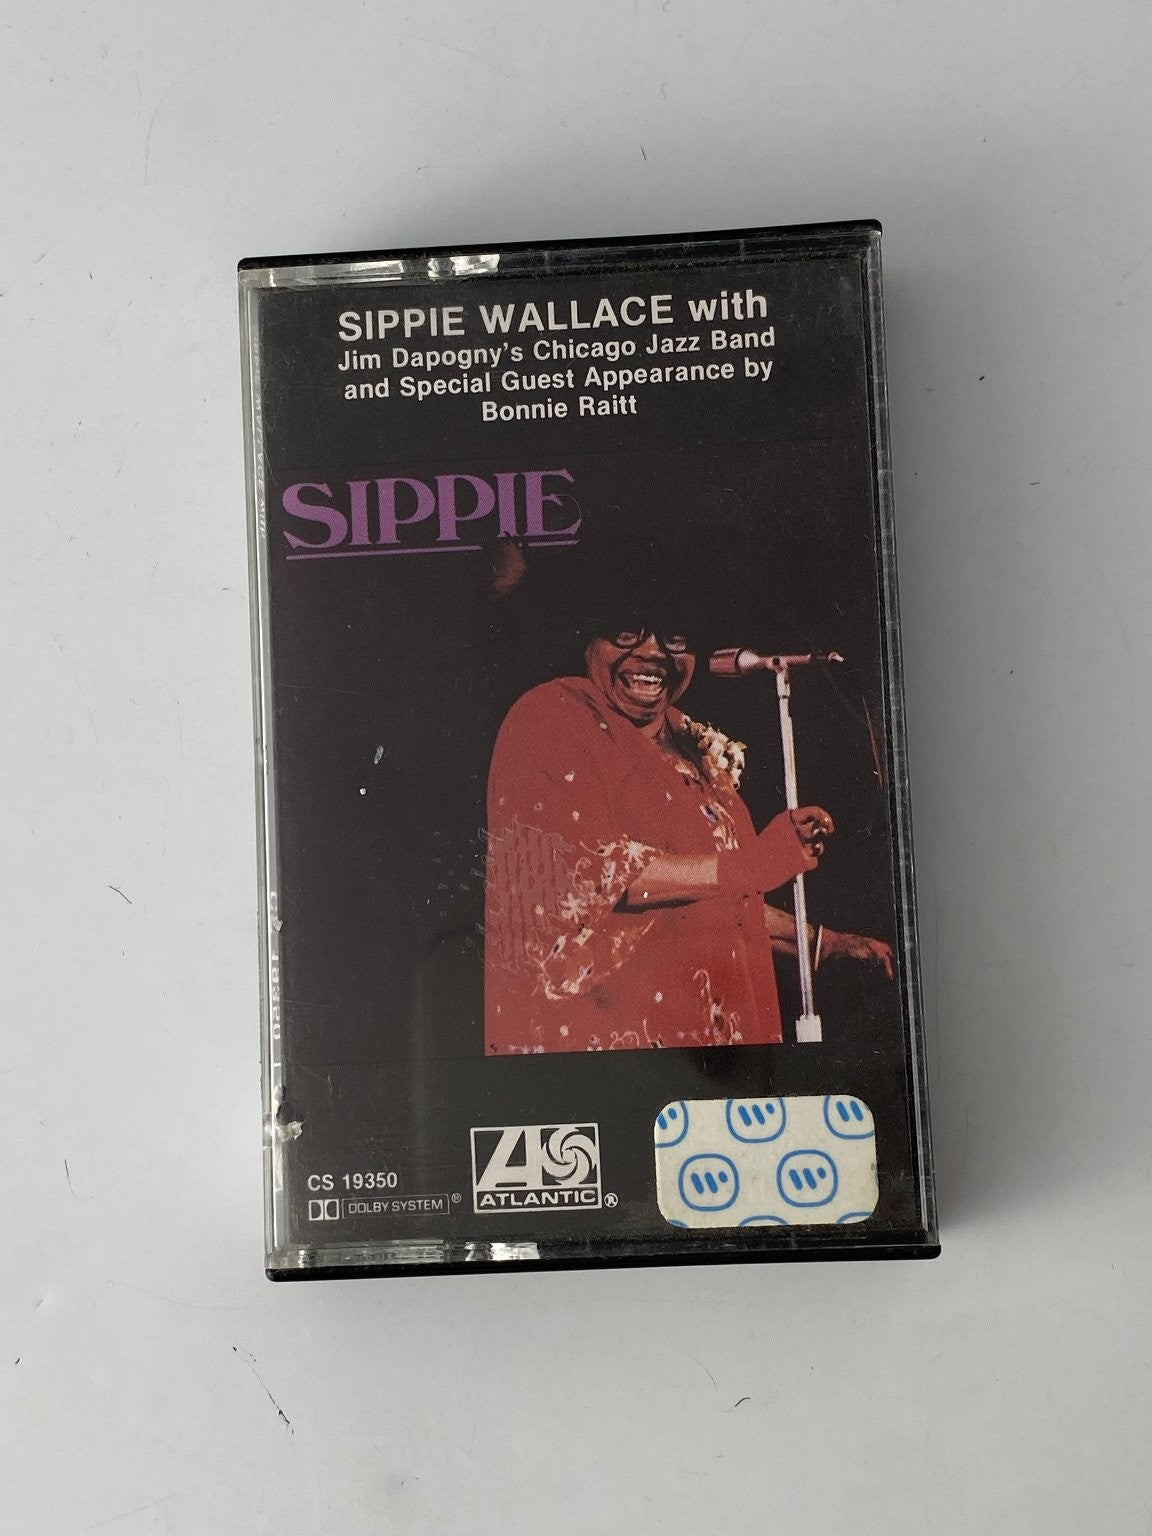 SIPPIE WALLACE with
Jim Dapogny's Chicago Jazz Band
and Special Guest Appearance by
Bonnie Raitt
SIPPIE
CS 19350
DOLBY SYSTEM®
ATLANTIC®